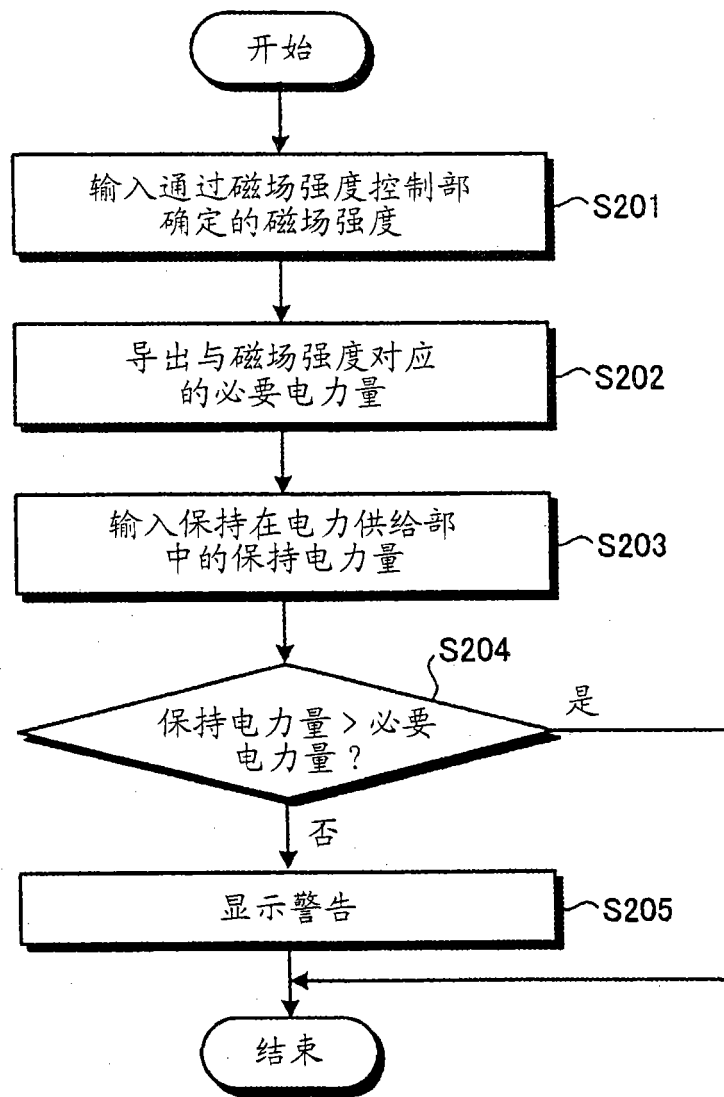 开始
输入通过磁场强度控制部
确定的磁场强度
S201
导出与磁场强度对应
的必要电力量
S202
输入保持在电力供给部
中的保持电力量
S203
S204
保持电力量>必要
电力量?
是
否
显示警告
S205
结束